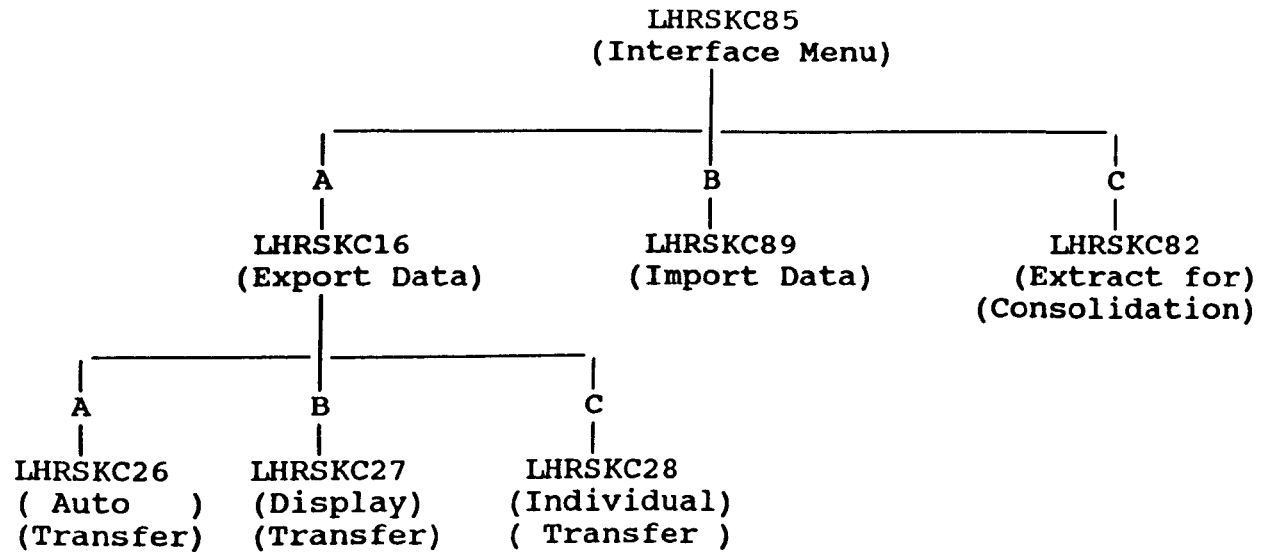 LHRSKC85
(Interface Menu)
A B C
LHRSKC16 LHRSKC89 LHRSKC82
(Export Data) (Import Data) (Extract for)
(Consolidation)
A B C
LHRSKC26 LHRSKC27 LHRSKC28
( Auto ) (Display) (Individual)
(Transfer) (Transfer) ( Transfer )